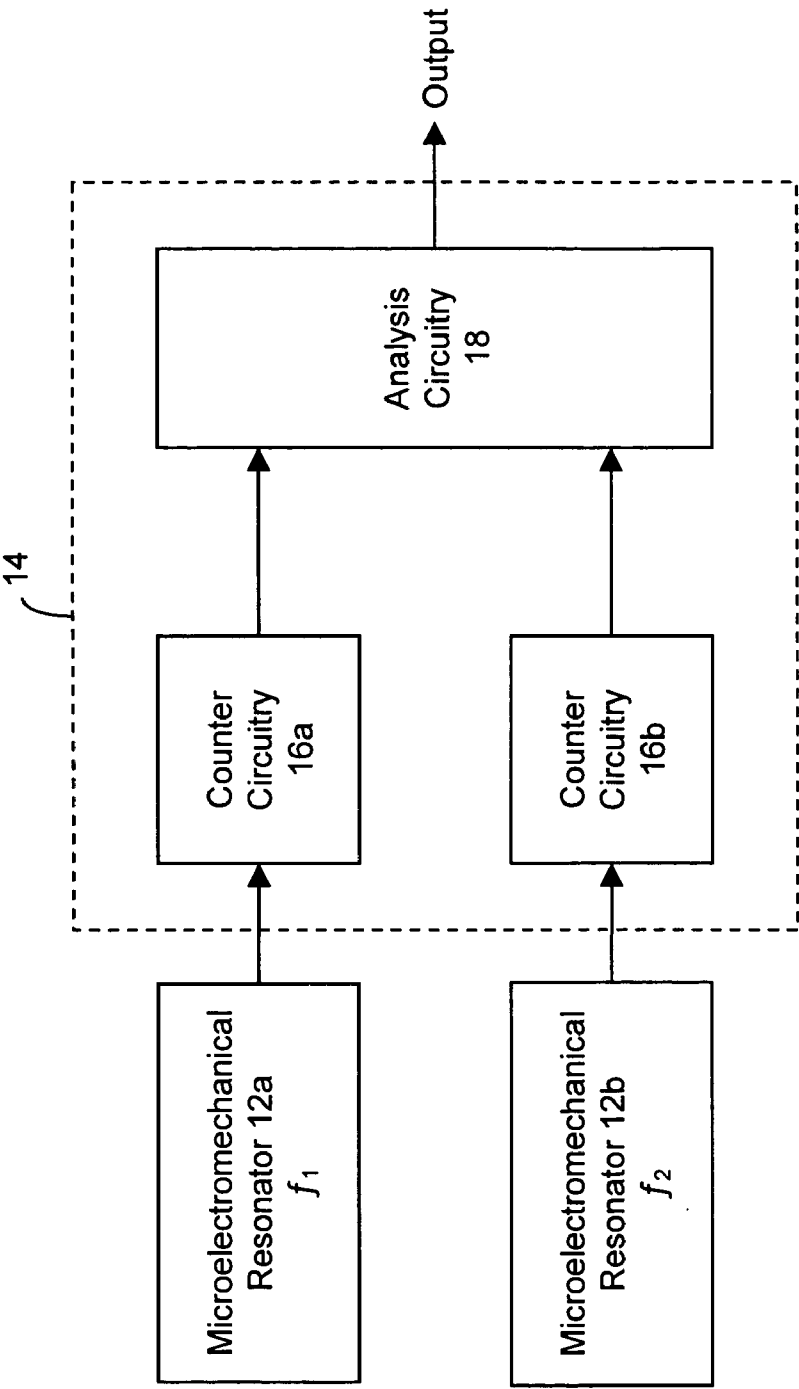 14
Microelectromechanical
Resonator 12a
f₁
Counter
Circuitry
16a
Analysis
Circuitry
18
Output
Microelectromechanical
Resonator 12b
f₂
Counter
Circuitry
16b